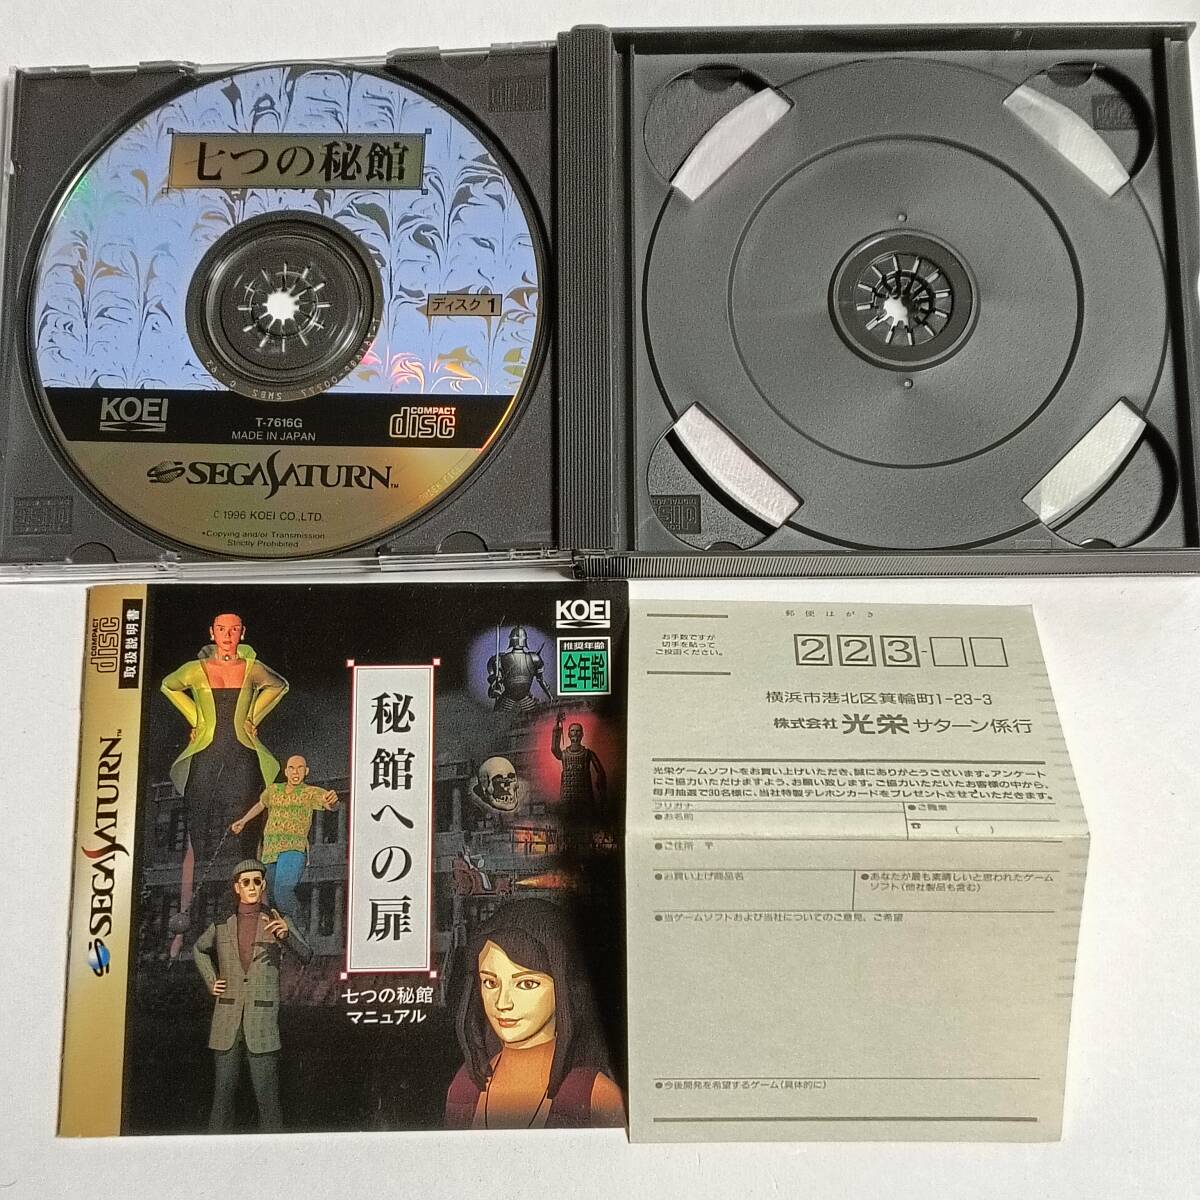 七つの秘館
ディスク 1
KOEI
T-7616G
MADE IN JAPAN
COMPACT
disc
SEGA SATURN™
© 1996 KOEI CO.,LTD.
•Copying and/or Transmission
Strictly Prohibited
COMPACT
disc
取扱説明書
SEGA SATURN™
KOEI
推奨年齢
全年齢
秘館への扉
七つの秘館
マニュアル
郵便はがき
お手数ですが
切手を貼って
ご投函ください。
223-
横浜市港北区箕輪町1-23-3
株式会社 光栄 サターン係行
光栄ゲームソフトをお買い上げいただき、誠にありがとうございます。アンケート
にご協力いただけますよう、お願い致します。ご協力いただいたお客様の中から、
毎月抽選で30名様に、当社特製テレホンカードをプレゼントさせていただきます。
フリガナ
●お名前
●ご職業
☎ ( )
●ご住所 〒
●お買い上げ商品名
●あなたが最も素晴しいと思われたゲーム
ソフト(他社製品も含む)
●当ゲームソフトおよび当社についてのご意見、ご希望
●今後開発を希望するゲーム(具体的に)